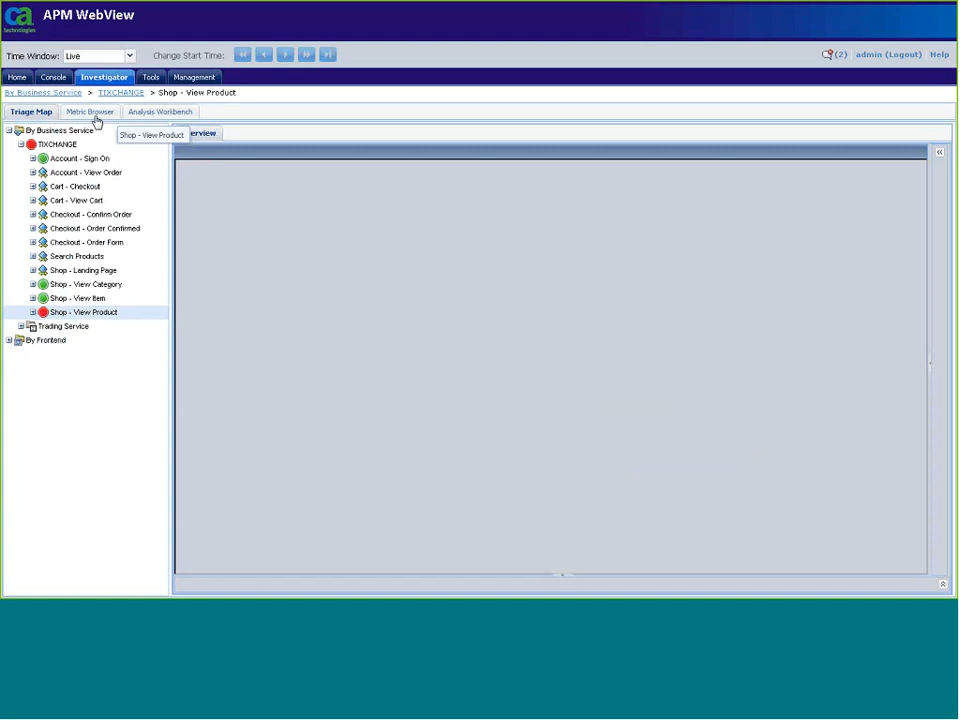 ca
technologies
APM WebView
Time Window: Live Change Start Time: (2) admin (Logout) Help
Home Console Investigator Tools Management
By Business Service > TIXCHANGE > Shop - View Product
Triage Map Metric Browser Analysis Workbench
By Business Service Shop - View Product erview
TIXCHANGE
Account - Sign On
Account - View Order
Cart - Checkout
Cart - View Cart
Checkout - Confirm Order
Checkout - Order Confirmed
Checkout - Order Form
Search Products
Shop - Landing Page
Shop - View Category
Shop - View Item
Shop - View Product
Trading Service
By Frontend